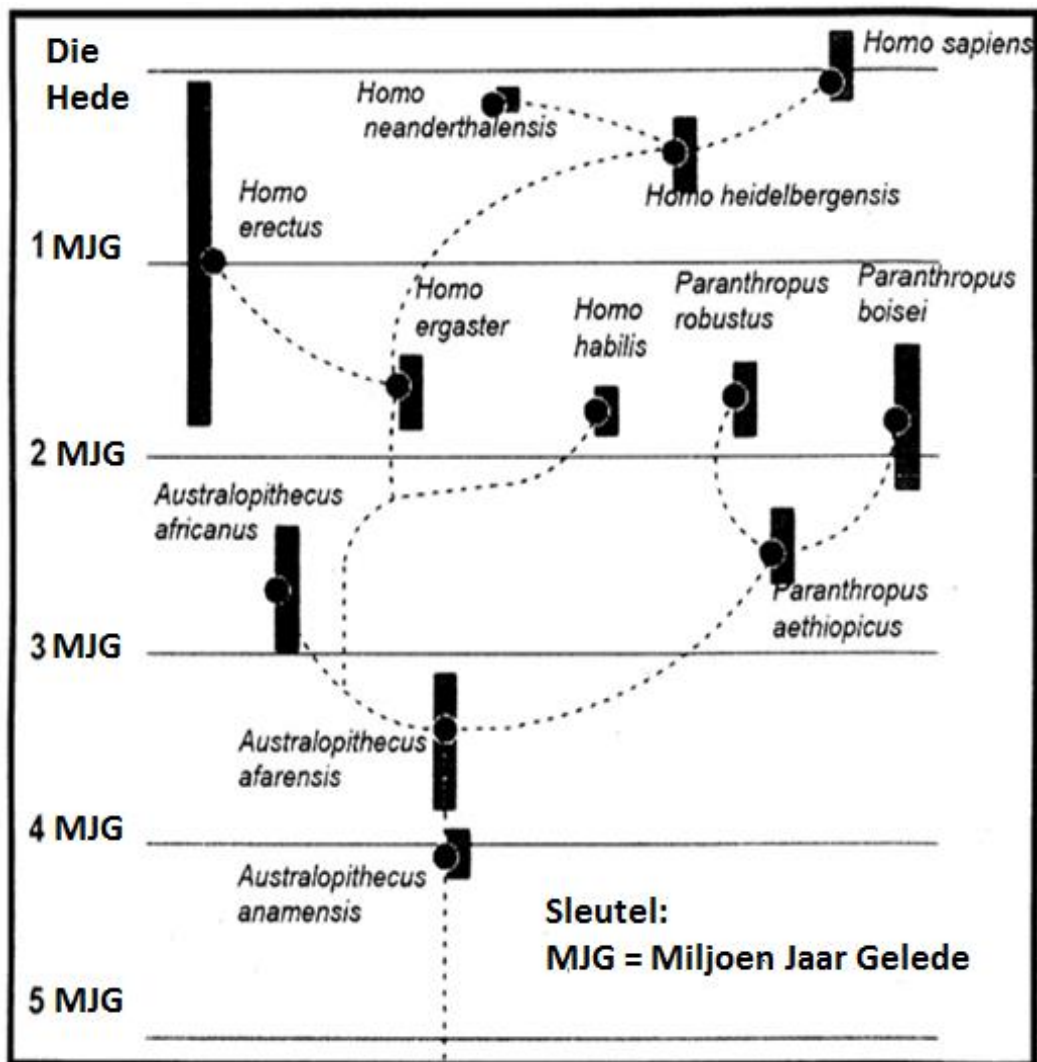 Die
Hede
Homo sapiens
Homo
neanderthalensis
Homo heidelbergensis
Homo
erectus
1 MJG
Homo
ergaster
Homo
habilis
Paranthropus
robustus
Paranthropus
boisei
2 MJG
Australopithecus
africanus
Paranthropus
aethiopicus
3 MJG
Australopithecus
afarensis
4 MJG
Australopithecus
anamensis
Sleutel:
MJG = Miljoen Jaar Gelede
5 MJG